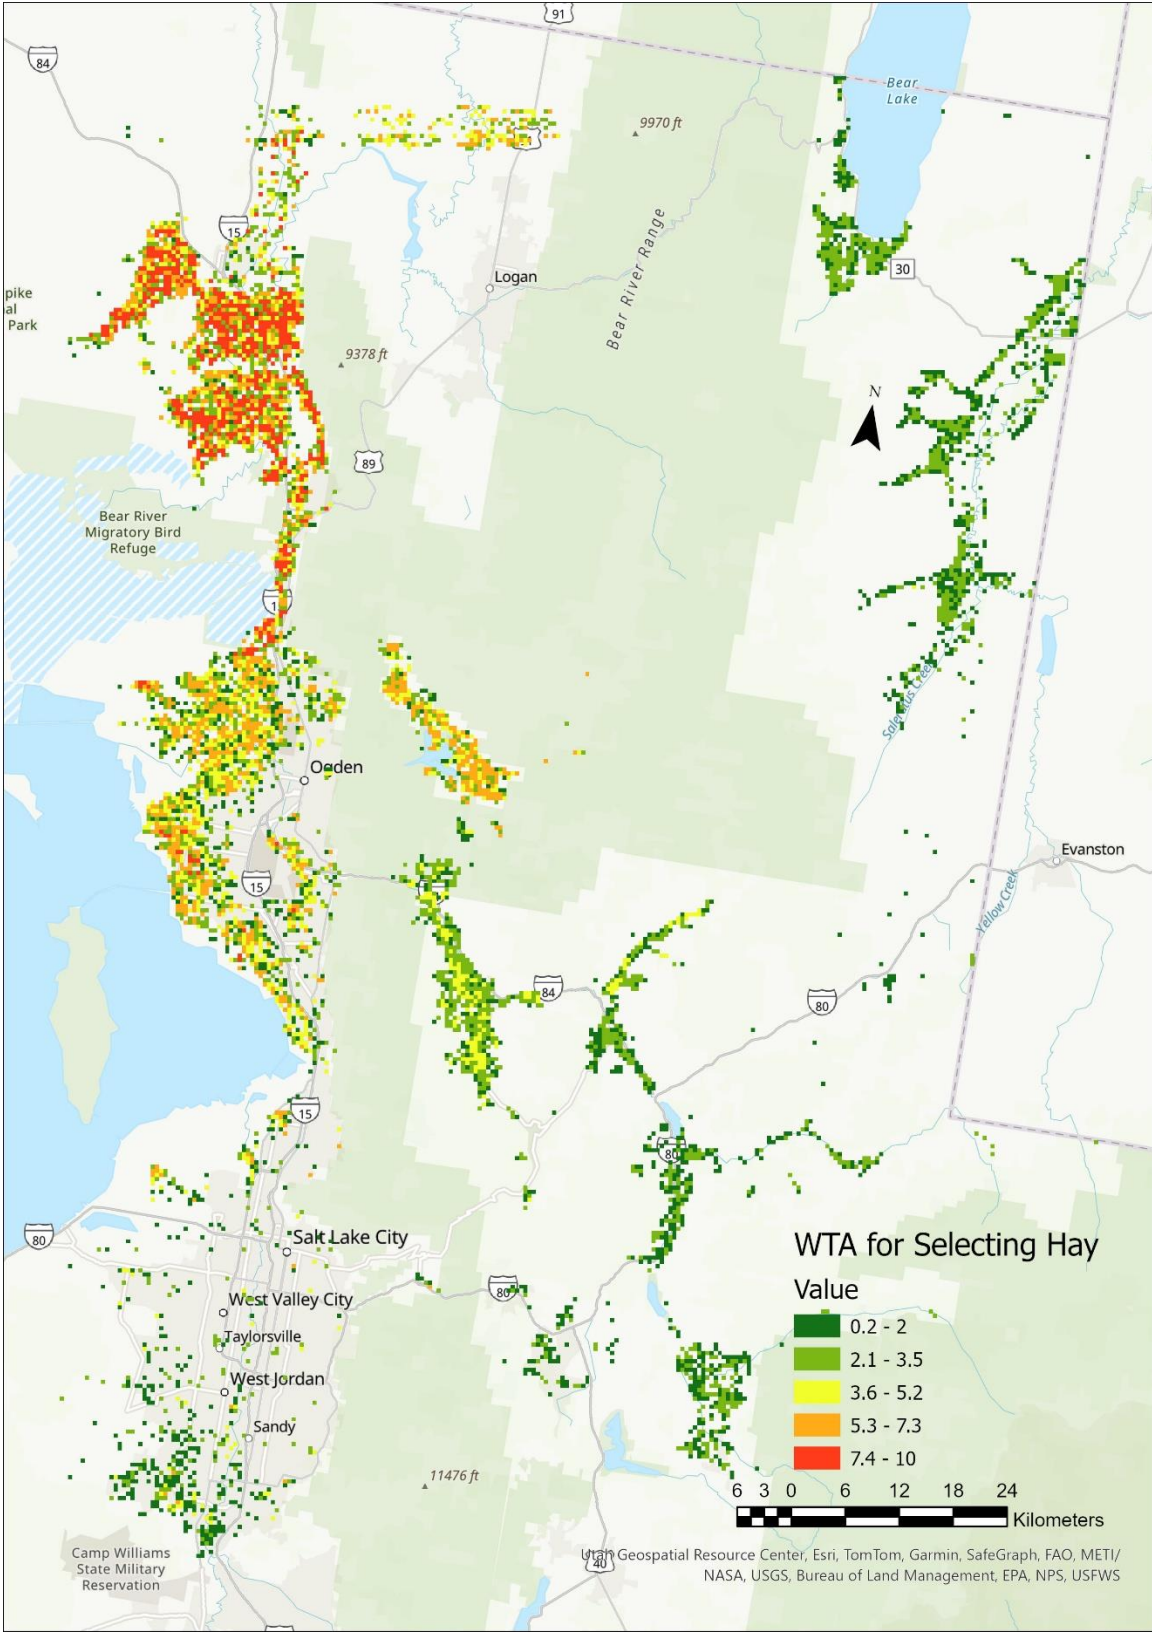 91
84
Bear
Lake
9970 ft
15
Logan
30
Bear River Range
pike
al
Park
9378 ft
N
89
Bear River
Migratory Bird
Refuge
Saleratus Creek
Ogden
Evanston
15
Yellow Creek
84
80
15
80
80
Salt Lake City
80
West Valley City
Taylorsville
West Jordan
Sandy
11476 ft
WTA for Selecting Hay
Value
0.2 - 2
2.1 - 3.5
3.6 - 5.2
5.3 - 7.3
7.4 - 10
6 3 0 6 12 18 24
Kilometers
Camp Williams
State Military
Reservation
40
Utah Geospatial Resource Center, Esri, TomTom, Garmin, SafeGraph, FAO, METI/
NASA, USGS, Bureau of Land Management, EPA, NPS, USFWS